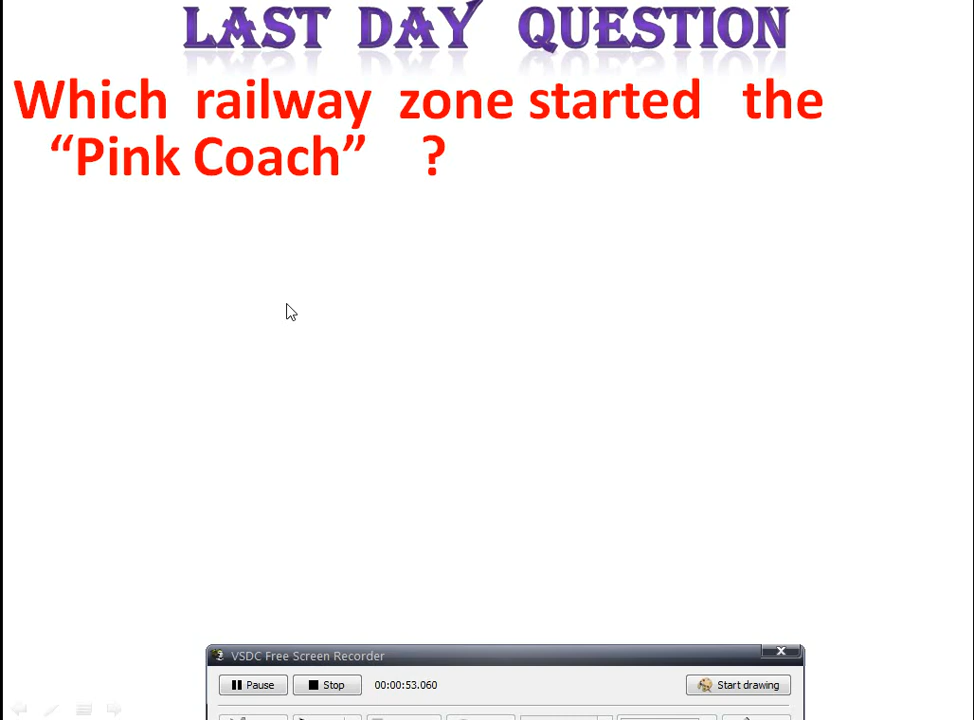 LAST DAY QUESTION
Which railway zone started the
“Pink Coach” ?
VSDC Free Screen Recorder
Pause Stop 00:00:53.060 Start drawing